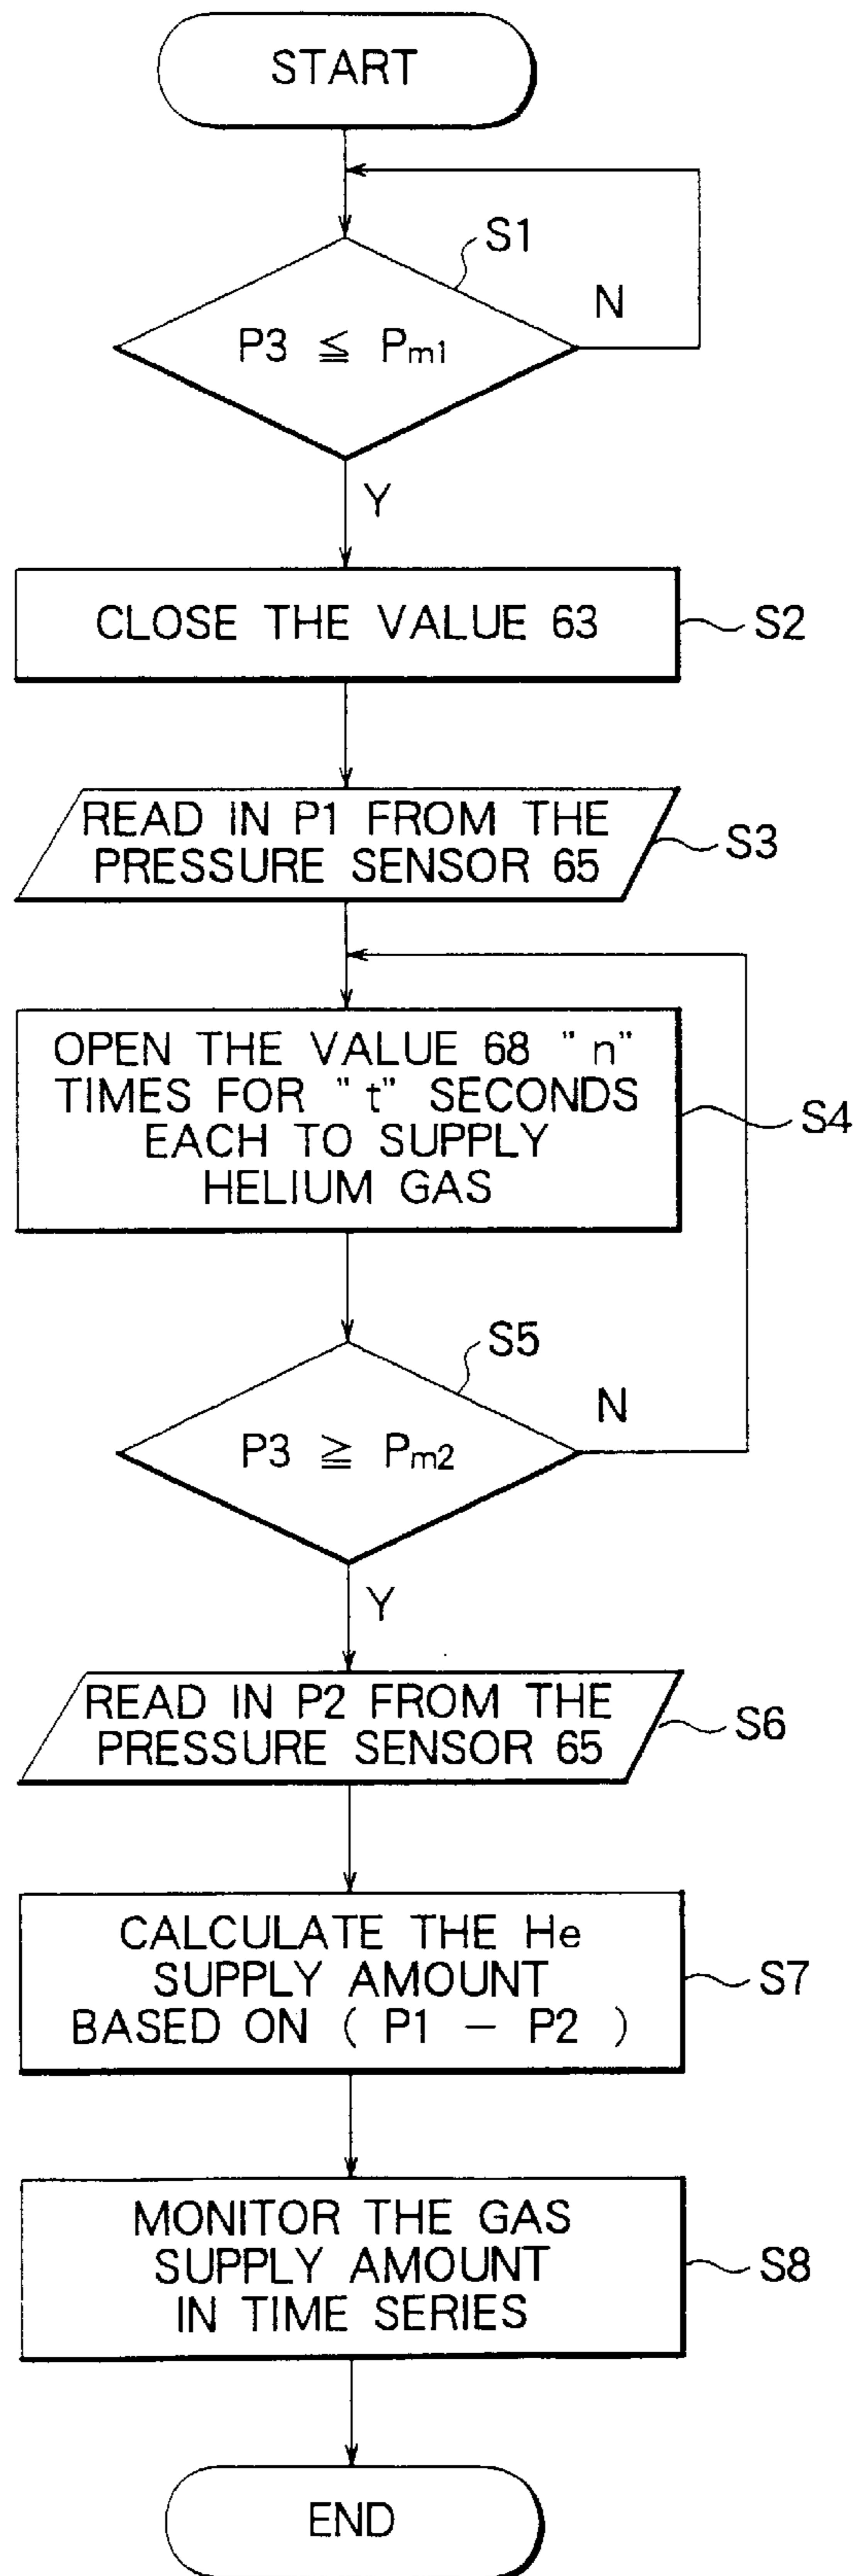 START
S1
P3 ≦ Pm1
N
Y
CLOSE THE VALUE 63
S2
READ IN P1 FROM THE
PRESSURE SENSOR 65
S3
OPEN THE VALUE 68 "n"
TIMES FOR "t" SECONDS
EACH TO SUPPLY
HELIUM GAS
S4
S5
P3 ≧ Pm2
N
Y
READ IN P2 FROM THE
PRESSURE SENSOR 65
S6
CALCULATE THE He
SUPPLY AMOUNT
BASED ON ( P1 − P2 )
S7
MONITOR THE GAS
SUPPLY AMOUNT
IN TIME SERIES
S8
END